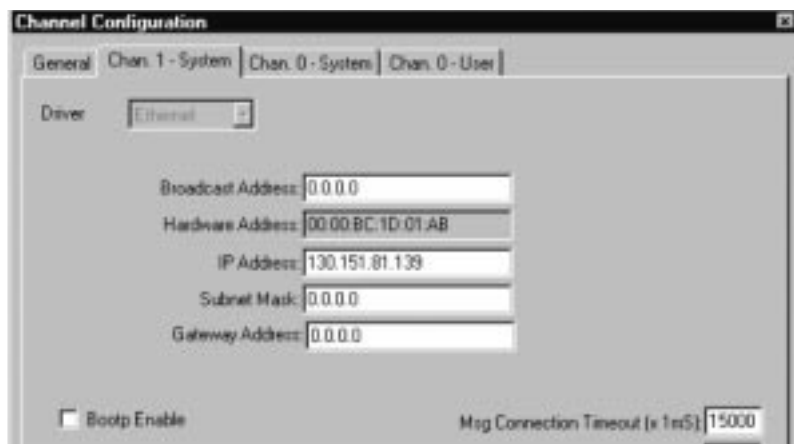 Channel Configuration
General Chan. 1 - System Chan. 0 - System Chan. 0 - User
Driver Ethernet
Broadcast Address: 0.0.0.0
Hardware Address: 00:00:BC:1D:01:AB
IP Address: 130.151.81.139
Subnet Mask: 0.0.0.0
Gateway Address: 0.0.0.0
Bootp Enable Msg Connection Timeout (x 1mS): 15000